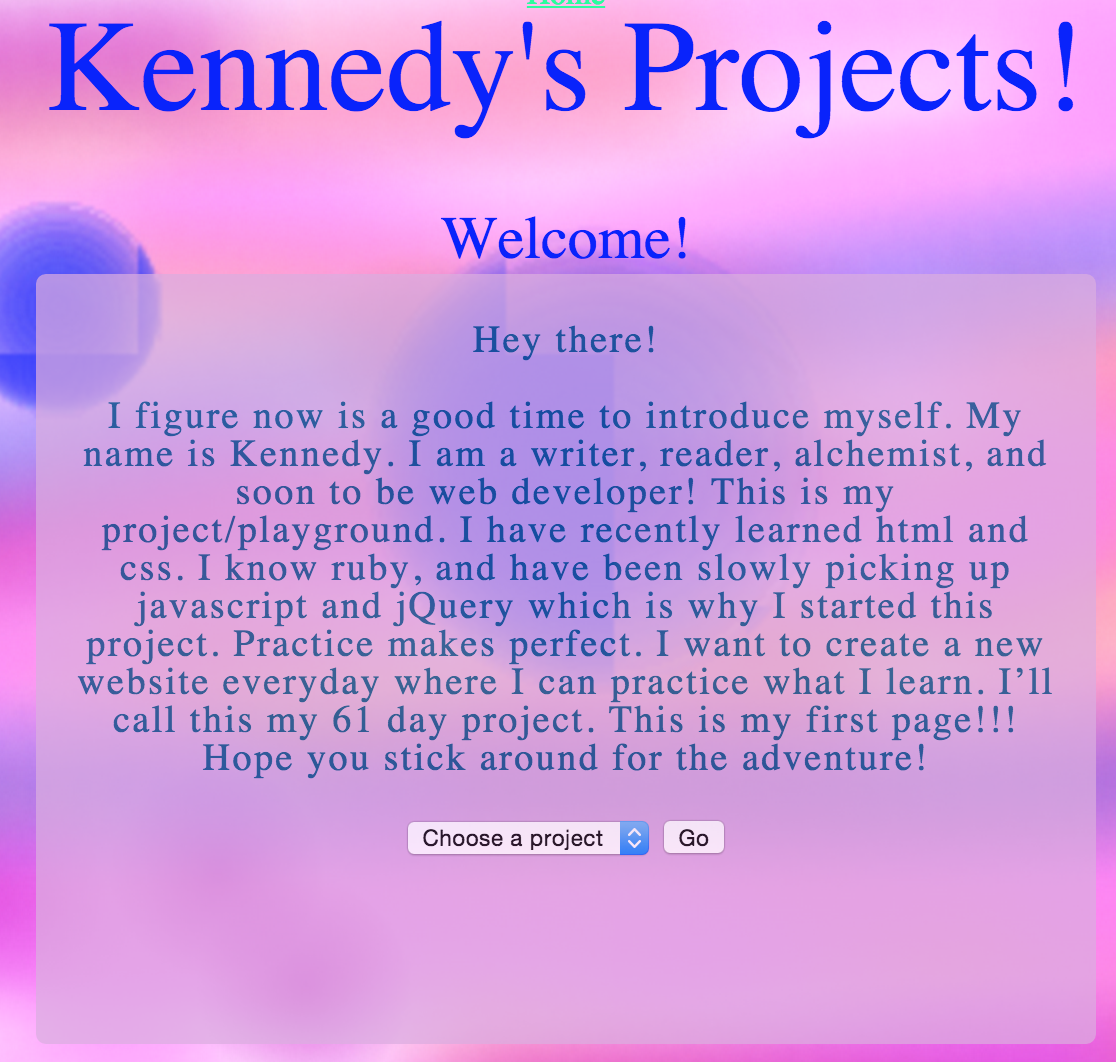 Home
Kennedy's Projects!
Welcome!
Hey there!
I figure now is a good time to introduce myself. My
name is Kennedy. I am a writer, reader, alchemist, and
soon to be web developer! This is my
project/playground. I have recently learned html and
css. I know ruby, and have been slowly picking up
javascript and jQuery which is why I started this
project. Practice makes perfect. I want to create a new
website everyday where I can practice what I learn. I’ll
call this my 61 day project. This is my first page!!!
Hope you stick around for the adventure!
Choose a project Go